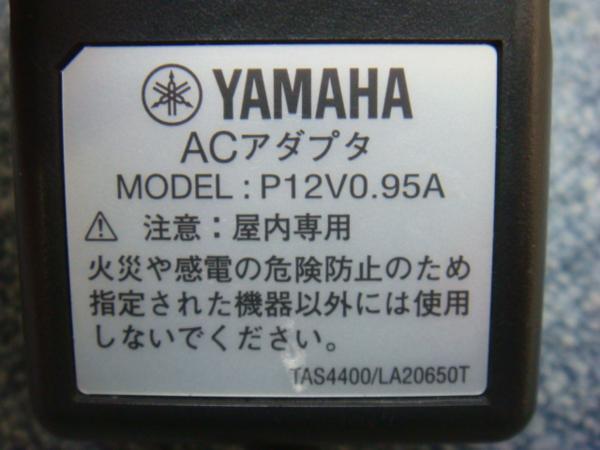 YAMAHA
ACアダプタ
MODEL : P12V0.95A
⚠ 注意：屋内専用
火災や感電の危険防止のため
指定された機器以外には使用
しないでください。
TAS4400/LA20650T